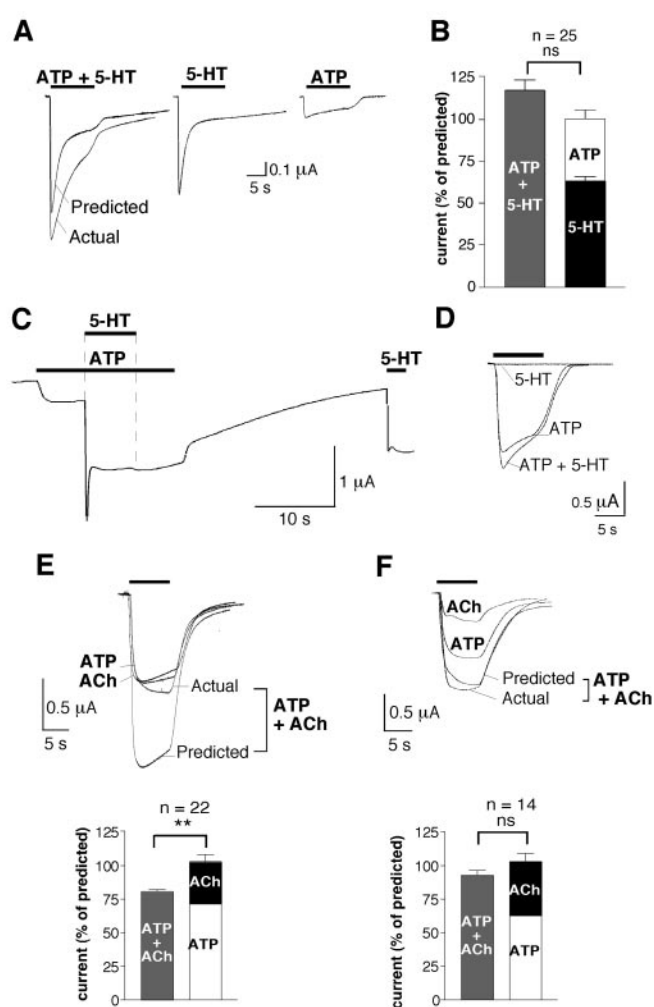 A
ATP + 5-HT
5-HT
ATP
Predicted
Actual
0.1 µA
5 s
B
n = 25
ns
current (% of predicted)
125
100
75
50
25
0
ATP
+
5-HT
ATP
5-HT
C
5-HT
ATP
5-HT
1 µA
10 s
D
5-HT
ATP
ATP + 5-HT
0.5 µA
5 s
E
ATP
ACh
Actual
Predicted
ATP
+ ACh
0.5 µA
5 s
n = 22
**
current (% of predicted)
125
100
75
50
25
0
ATP
+
ACh
ACh
ATP
F
ACh
ATP
Predicted
Actual
ATP
+ ACh
0.5 µA
5 s
n = 14
ns
current (% of predicted)
125
100
75
50
25
0
ATP
+
ACh
ACh
ATP